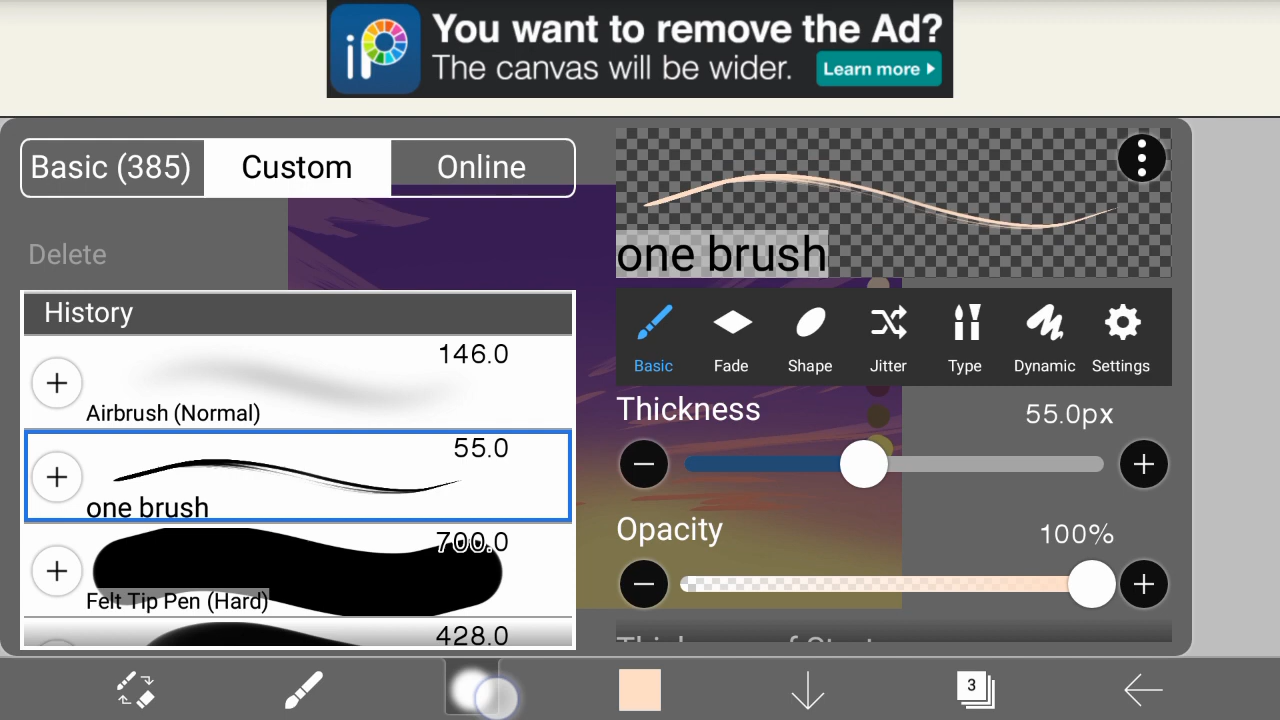 iP
You want to remove the Ad?
The canvas will be wider.
Learn more
Basic (385)
Custom
Online
Delete
History
146.0
Airbrush (Normal)
55.0
one brush
700.0
Felt Tip Pen (Hard)
428.0
one brush
Basic
Fade
Shape
Jitter
Type
Dynamic
Settings
Thickness
55.0px
Opacity
100%
3